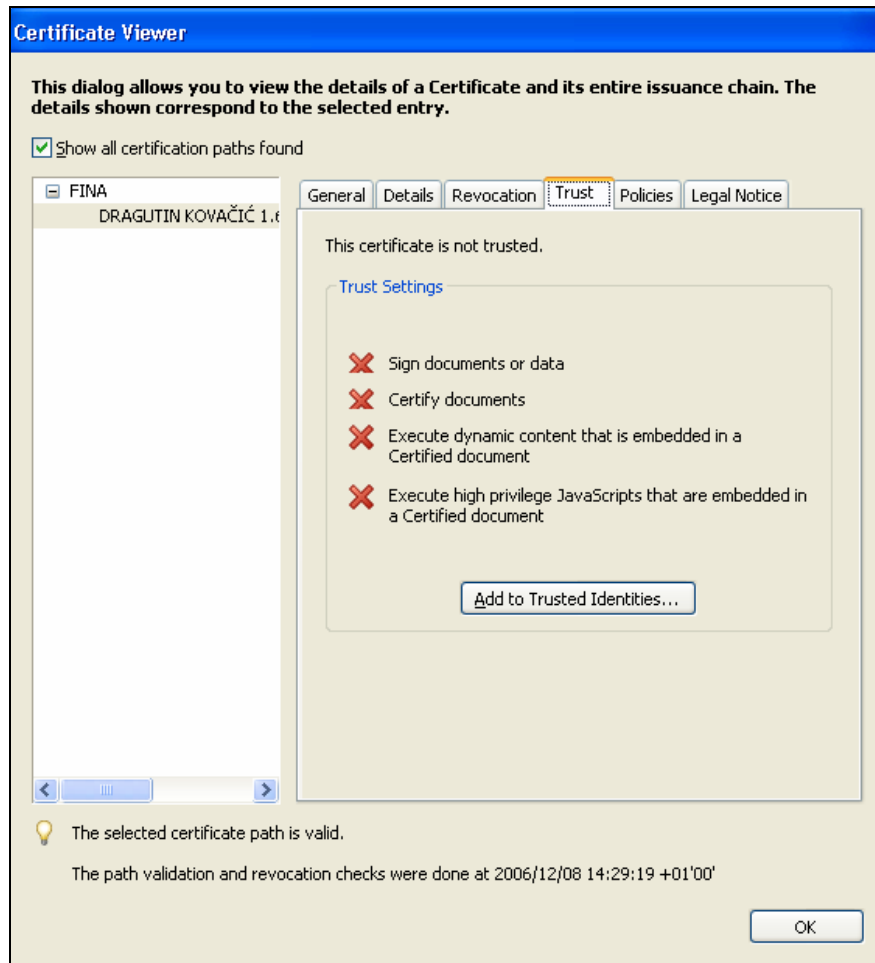 Certificate Viewer
This dialog allows you to view the details of a Certificate and its entire issuance chain. The
details shown correspond to the selected entry.
Show all certification paths found
FINA
DRAGUTIN KOVAČIĆ 1.6
General Details Revocation Trust Policies Legal Notice
This certificate is not trusted.
Trust Settings
Sign documents or data
Certify documents
Execute dynamic content that is embedded in a
Certified document
Execute high privilege JavaScripts that are embedded in
a Certified document
Add to Trusted Identities...
The selected certificate path is valid.
The path validation and revocation checks were done at 2006/12/08 14:29:19 +01'00'
OK